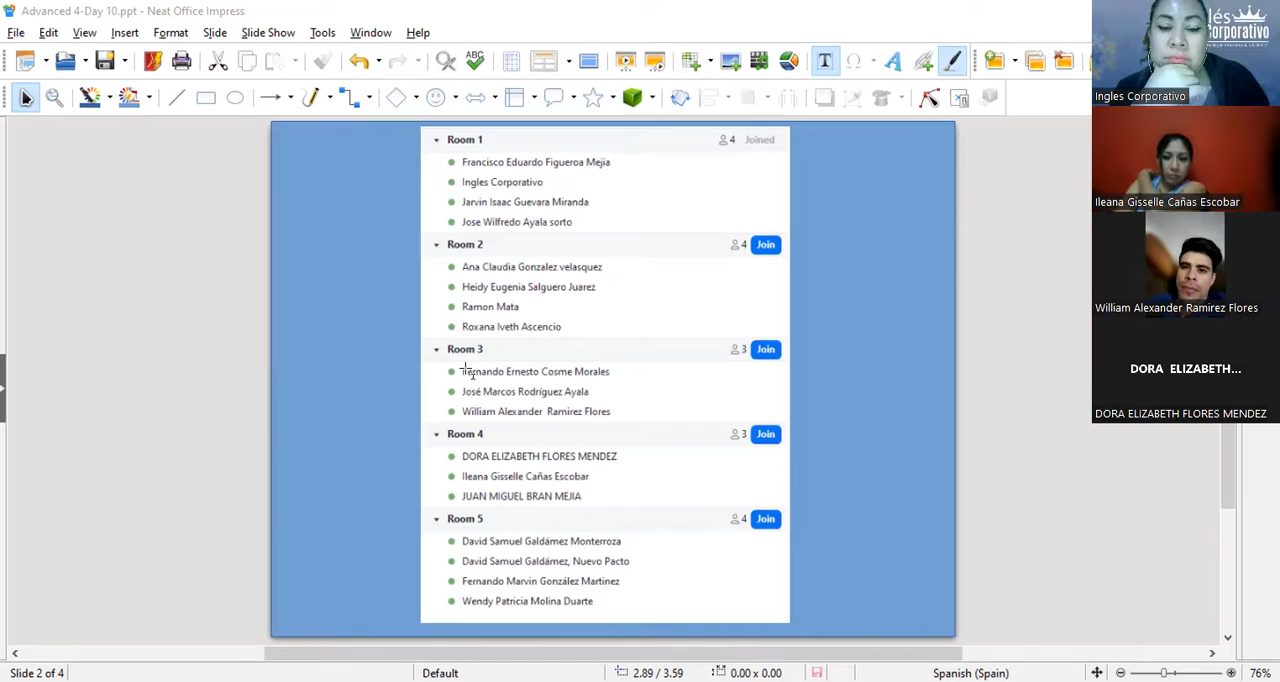 Advanced 4-Day 10.ppt - Neat Office Impress
File Edit View Insert Format Slide Slide Show Tools Window Help
Room 1 4 Joined
Francisco Eduardo Figueroa Mejia
Ingles Corporativo
Jarvin Isaac Guevara Miranda
Jose Wilfredo Ayala sorto
Room 2 4 Join
Ana Claudia Gonzalez velasquez
Heidy Eugenia Salguero Juarez
Ramon Mata
Roxana Iveth Ascencio
Room 3 3 Join
Fernando Ernesto Cosme Morales
José Marcos Rodríguez Ayala
William Alexander Ramirez Flores
Room 4 3 Join
DORA ELIZABETH FLORES MENDEZ
Ileana Gisselle Cañas Escobar
JUAN MIGUEL BRAN MEJIA
Room 5 4 Join
David Samuel Galdámez Monterroza
David Samuel Galdámez, Nuevo Pacto
Fernando Marvin González Martinez
Wendy Patricia Molina Duarte
Slide 2 of 4 Default 2.89 / 3.59 0.00 x 0.00 Spanish (Spain) 76%
lés
Corporativo
Ingles Corporativo
Ileana Gisselle Cañas Escobar
William Alexander Ramirez Flores
DORA ELIZABETH...
DORA ELIZABETH FLORES MENDEZ